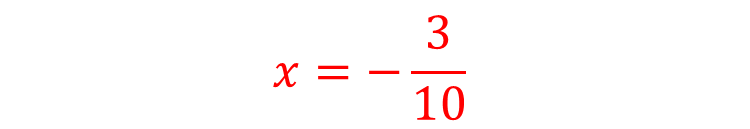 x = −3/10